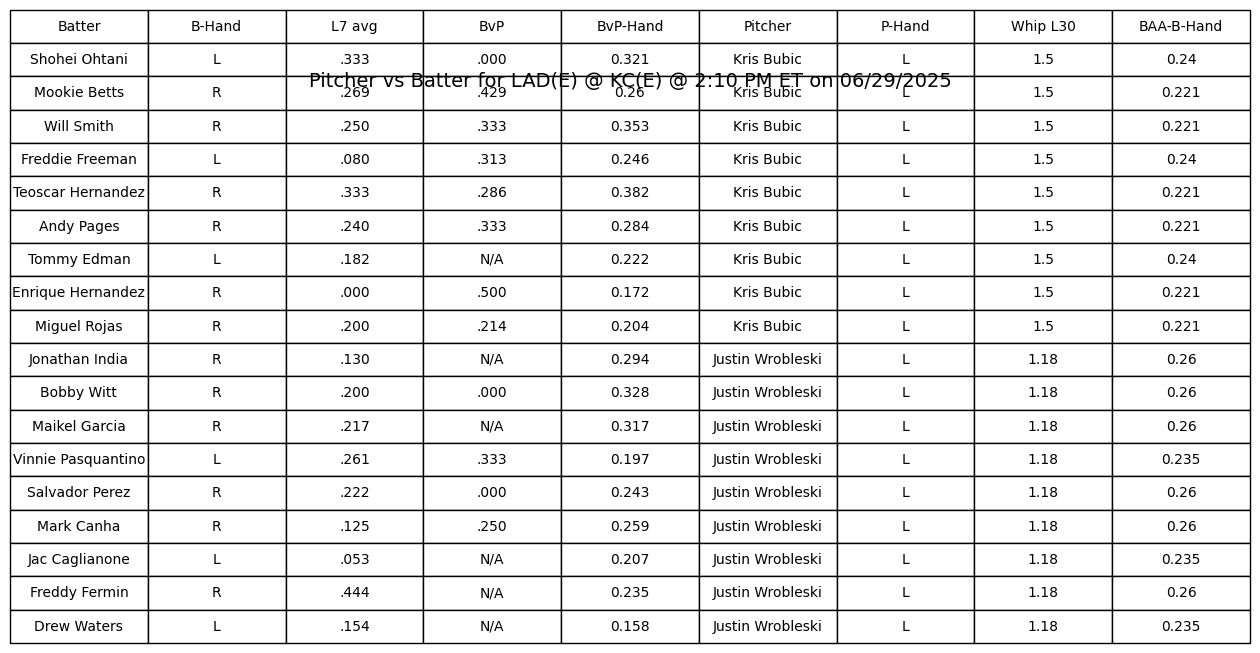 Batter B-Hand L7 avg BvP BvP-Hand Pitcher P-Hand Whip L30 BAA-B-Hand
Shohei Ohtani L .333 .000 0.321 Kris Bubic L 1.5 0.24
Pitcher vs Batter for LAD(E) @ KC(E) @ 2:10 PM ET on 06/29/2025
Mookie Betts R .269 .429 0.26 Kris Bubic L 1.5 0.221
Will Smith R .250 .333 0.353 Kris Bubic L 1.5 0.221
Freddie Freeman L .080 .313 0.246 Kris Bubic L 1.5 0.24
Teoscar Hernandez R .333 .286 0.382 Kris Bubic L 1.5 0.221
Andy Pages R .240 .333 0.284 Kris Bubic L 1.5 0.221
Tommy Edman L .182 N/A 0.222 Kris Bubic L 1.5 0.24
Enrique Hernandez R .000 .500 0.172 Kris Bubic L 1.5 0.221
Miguel Rojas R .200 .214 0.204 Kris Bubic L 1.5 0.221
Jonathan India R .130 N/A 0.294 Justin Wrobleski L 1.18 0.26
Bobby Witt R .200 .000 0.328 Justin Wrobleski L 1.18 0.26
Maikel Garcia R .217 N/A 0.317 Justin Wrobleski L 1.18 0.26
Vinnie Pasquantino L .261 .333 0.197 Justin Wrobleski L 1.18 0.235
Salvador Perez R .222 .000 0.243 Justin Wrobleski L 1.18 0.26
Mark Canha R .125 .250 0.259 Justin Wrobleski L 1.18 0.26
Jac Caglianone L .053 N/A 0.207 Justin Wrobleski L 1.18 0.235
Freddy Fermin R .444 N/A 0.235 Justin Wrobleski L 1.18 0.26
Drew Waters L .154 N/A 0.158 Justin Wrobleski L 1.18 0.235